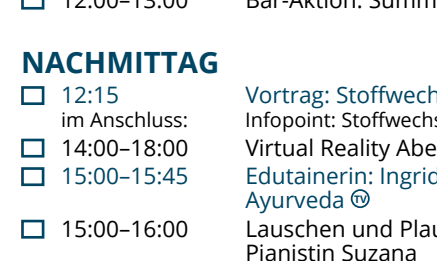 12:00–13:00 Bar-Aktion: Summ
NACHMITTAG
12:15 Vortrag: Stoffwech
im Anschluss: Infopoint: Stoffwechs
14:00–18:00 Virtual Reality Abe
15:00–15:45 Edutainerin: Ingrid
Ayurveda TV
15:00–16:00 Lauschen und Plau
Pianistin Suzana